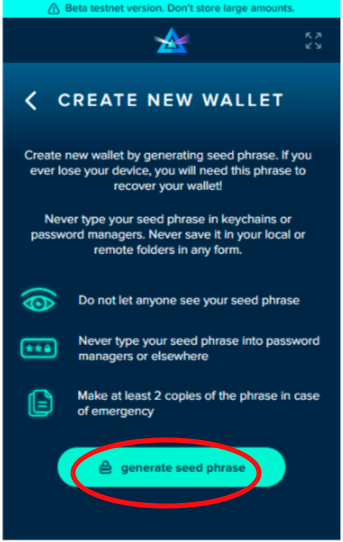 Beta testnet version. Don't store large amounts.
CREATE NEW WALLET
Create new wallet by generating seed phrase. If you
ever lose your device, you will need this phrase to
recover your wallet!
Never type your seed phrase in keychains or
password managers. Never save it in your local or
remote folders in any form.
Do not let anyone see your seed phrase
Never type your seed phrase into password
managers or elsewhere
Make at least 2 copies of the phrase in case
of emergency
generate seed phrase